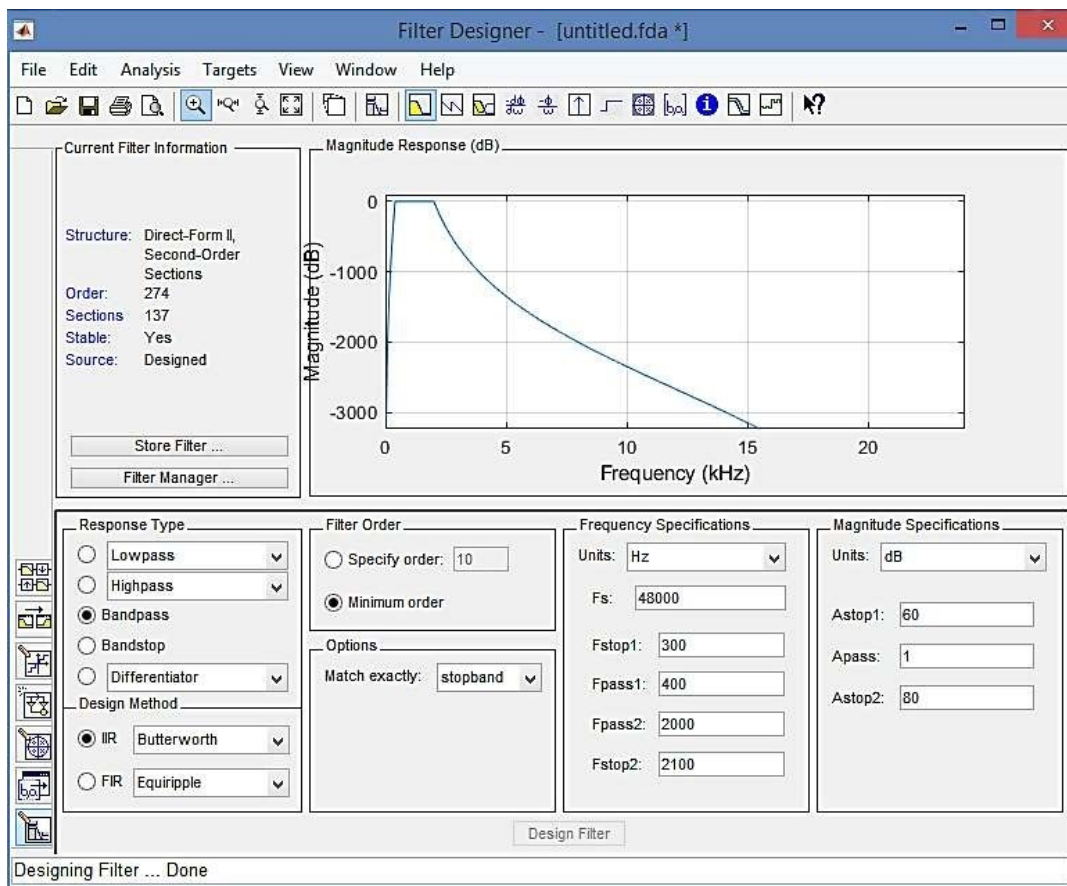 Filter Designer - [untitled.fda *]
File Edit Analysis Targets View Window Help
Current Filter Information
Structure: Direct-Form II,
Second-Order
Sections
Order: 274
Sections 137
Stable: Yes
Source: Designed
Store Filter ...
Filter Manager ...
Magnitude Response (dB)
Magnitude (dB)
0
-1000
-2000
-3000
0 5 10 15 20
Frequency (kHz)
Response Type
Lowpass
Highpass
Bandpass
Bandstop
Differentiator
Design Method
IIR Butterworth
FIR Equiripple
Filter Order
Specify order: 10
Minimum order
Options
Match exactly: stopband
Frequency Specifications
Units: Hz
Fs: 48000
Fstop1: 300
Fpass1: 400
Fpass2: 2000
Fstop2: 2100
Magnitude Specifications
Units: dB
Astop1: 60
Apass: 1
Astop2: 80
Design Filter
Designing Filter ... Done